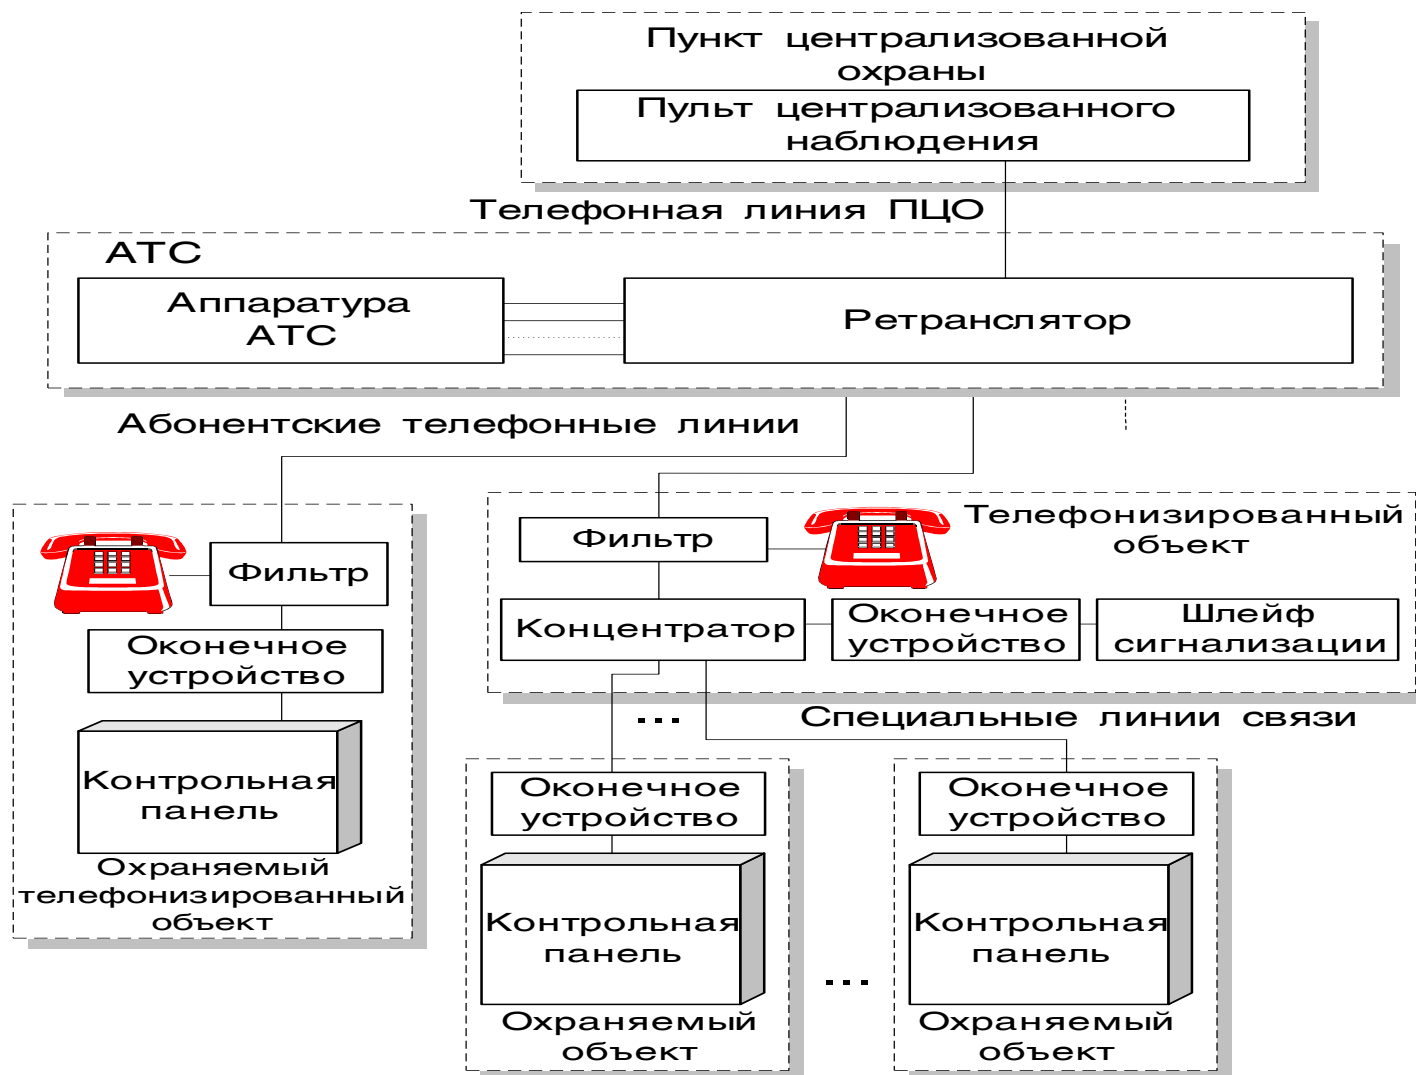 Пункт централизованной
охраны
Пульт централизованного
наблюдения
Телефонная линия ПЦО
АТС
Аппаратура
АТС
Ретранслятор
Абонентские телефонные линии
Фильтр
Оконечное
устройство
Контрольная
панель
Охраняемый
телефонизированный
объект
Фильтр
Телефонизированный
объект
Концентратор
Оконечное
устройство
Шлейф
сигнализации
...
Специальные линии связи
Оконечное
устройство
Контрольная
панель
Охраняемый
объект
...
Оконечное
устройство
Контрольная
панель
Охраняемый
объект